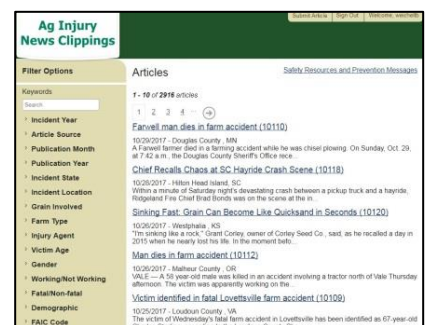 Ag Injury
News Clippings
Submit Article
Sign Out
Welcome, weichelb
Filter Options
Keywords
Search
Incident Year
Article Source
Publication Month
Publication Year
Incident State
Incident Location
Grain Involved
Farm Type
Injury Agent
Victim Age
Gender
Working/Not Working
Fatal/Non-fatal
Demographic
FAIC Code
Articles
Safety Resources and Prevention Messages
1 - 10 of 2916 articles.
1 2 3 4 ...
Farwell man dies in farm accident (10110)
10/29/2017 - Douglas County, MN
A Farwell farmer died in a farming accident while he was chisel plowing. On Sunday, Oct. 29,
at 7:42 a.m., the Douglas County Sheriff's Office rece...
Chief Recalls Chaos at SC Hayride Crash Scene (10118)
10/26/2017 - Hilton Head Island, SC
Within a minute of Saturday night's devastating crash between a pickup truck and a hayride,
Ridgeland Fire Chief Brad Bonds was on the scene at the in...
Sinking Fast: Grain Can Become Like Quicksand in Seconds (10120)
10/26/2017 - Westphalia , KS
"I'm sinking like a rock," Grant Corley, owner of Corley Seed Co., said, as he recalled a day in
2015 when he nearly lost his life. In the moment befo...
Man dies in farm accident (10112)
10/26/2017 - Malheur County , OR
VALE — A 58 year-old male was killed in an accident involving a tractor north of Vale Thursday
afternoon. The victim was apparently working on the...
Victim identified in fatal Lovettsville farm accident (10109)
10/25/2017 - Loudoun County , VA
The victim of Wednesday's fatal farm accident in Lovettsville has been identified as 67-year-old